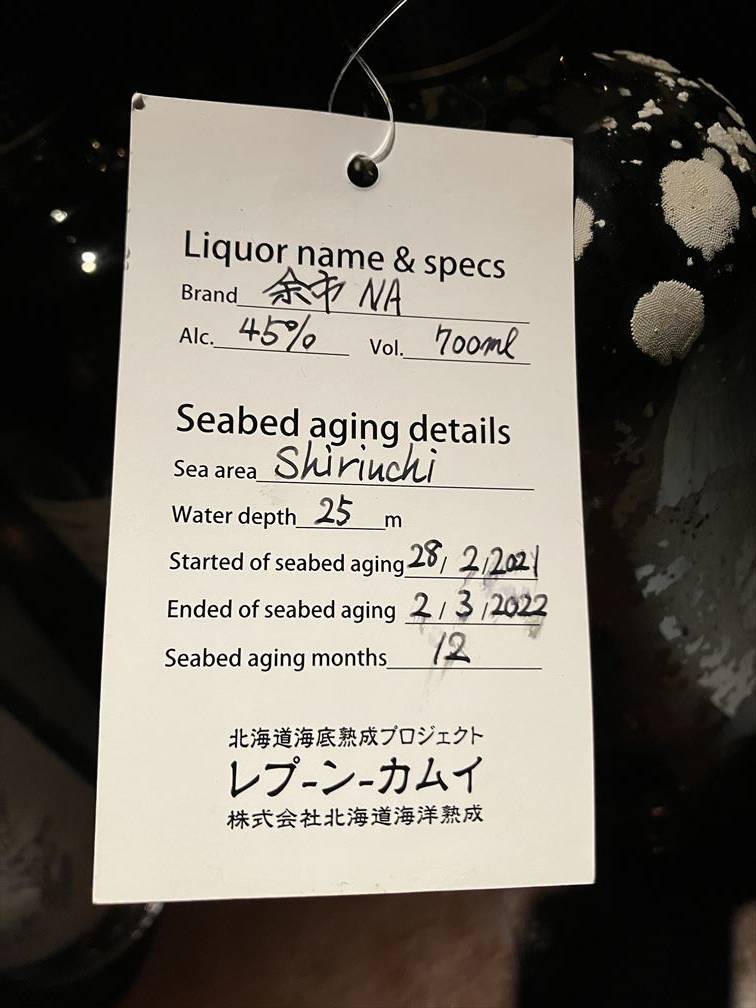 Liquor name & specs
Brand 余市 NA
Alc. 45% Vol. 700ml
Seabed aging details
Sea area Shiriuchi
Water depth 25 m
Started of seabed aging 28/ 2/2021
Ended of seabed aging 2/3/2022
Seabed aging months 12
北海道海底熟成プロジェクト
レプ-ン-カムイ
株式会社北海道海洋熟成